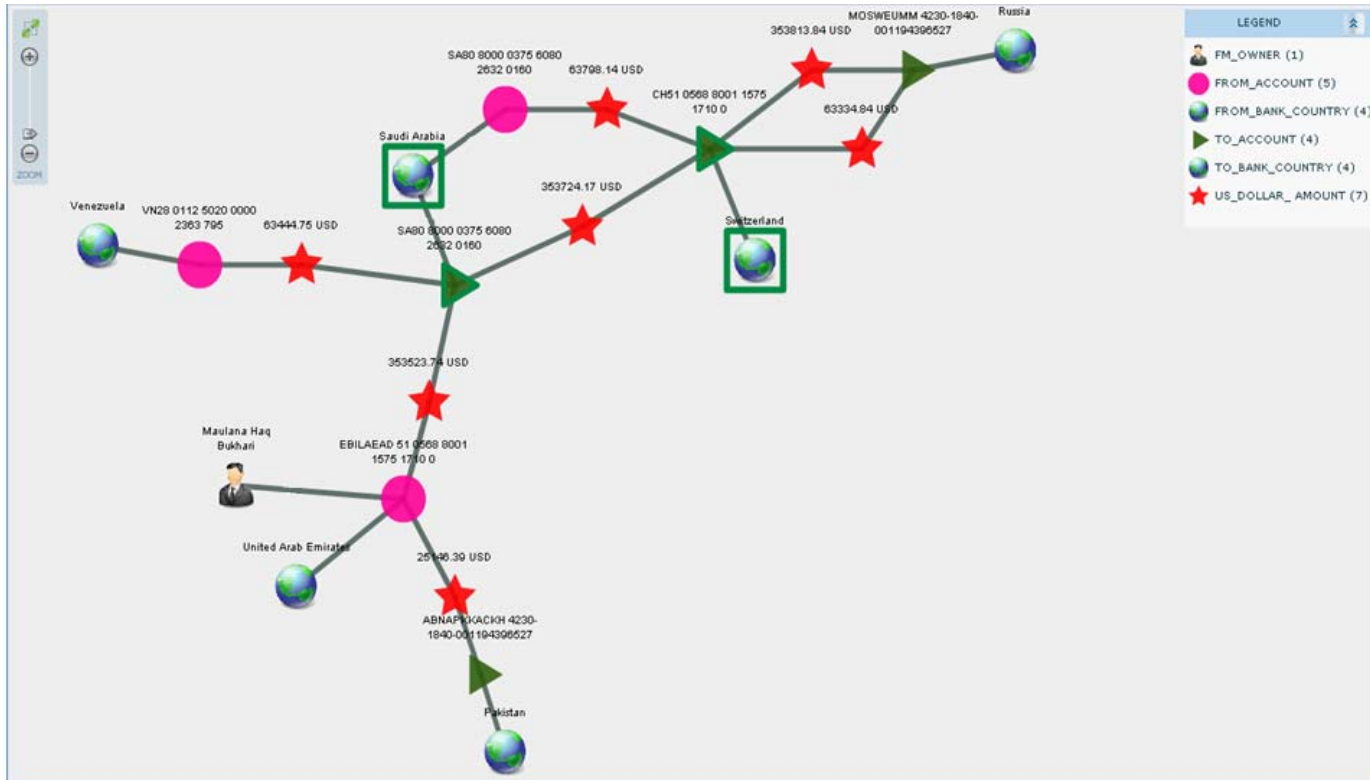 MOSWEUMM 4230-1840-
001194396527
Russia
353813.84 USD
SA80 8000 0375 6080
2632 0160
63798.14 USD
CH51 0568 8001 1575
1710 0
63334.84 USD
Saudi Arabia
353724.17 USD
Venezuela
VN28 0112 5020 0000
2363 795
63444.75 USD
SA80 8000 0375 6080
2632 0160
Switzerland
353523.74 USD
Maulana Haq
Bukhari
EBILAEAD 51 0568 8001
1575 1710 0
United Arab Emirates
25146.39 USD
ABNAPKKACKH 4230-
1840-001194396527
Pakistan
ZOOM
LEGEND
FM_OWNER (1)
FROM_ACCOUNT (5)
FROM_BANK_COUNTRY (4)
TO_ACCOUNT (4)
TO_BANK_COUNTRY (4)
US_DOLLAR_ AMOUNT (7)